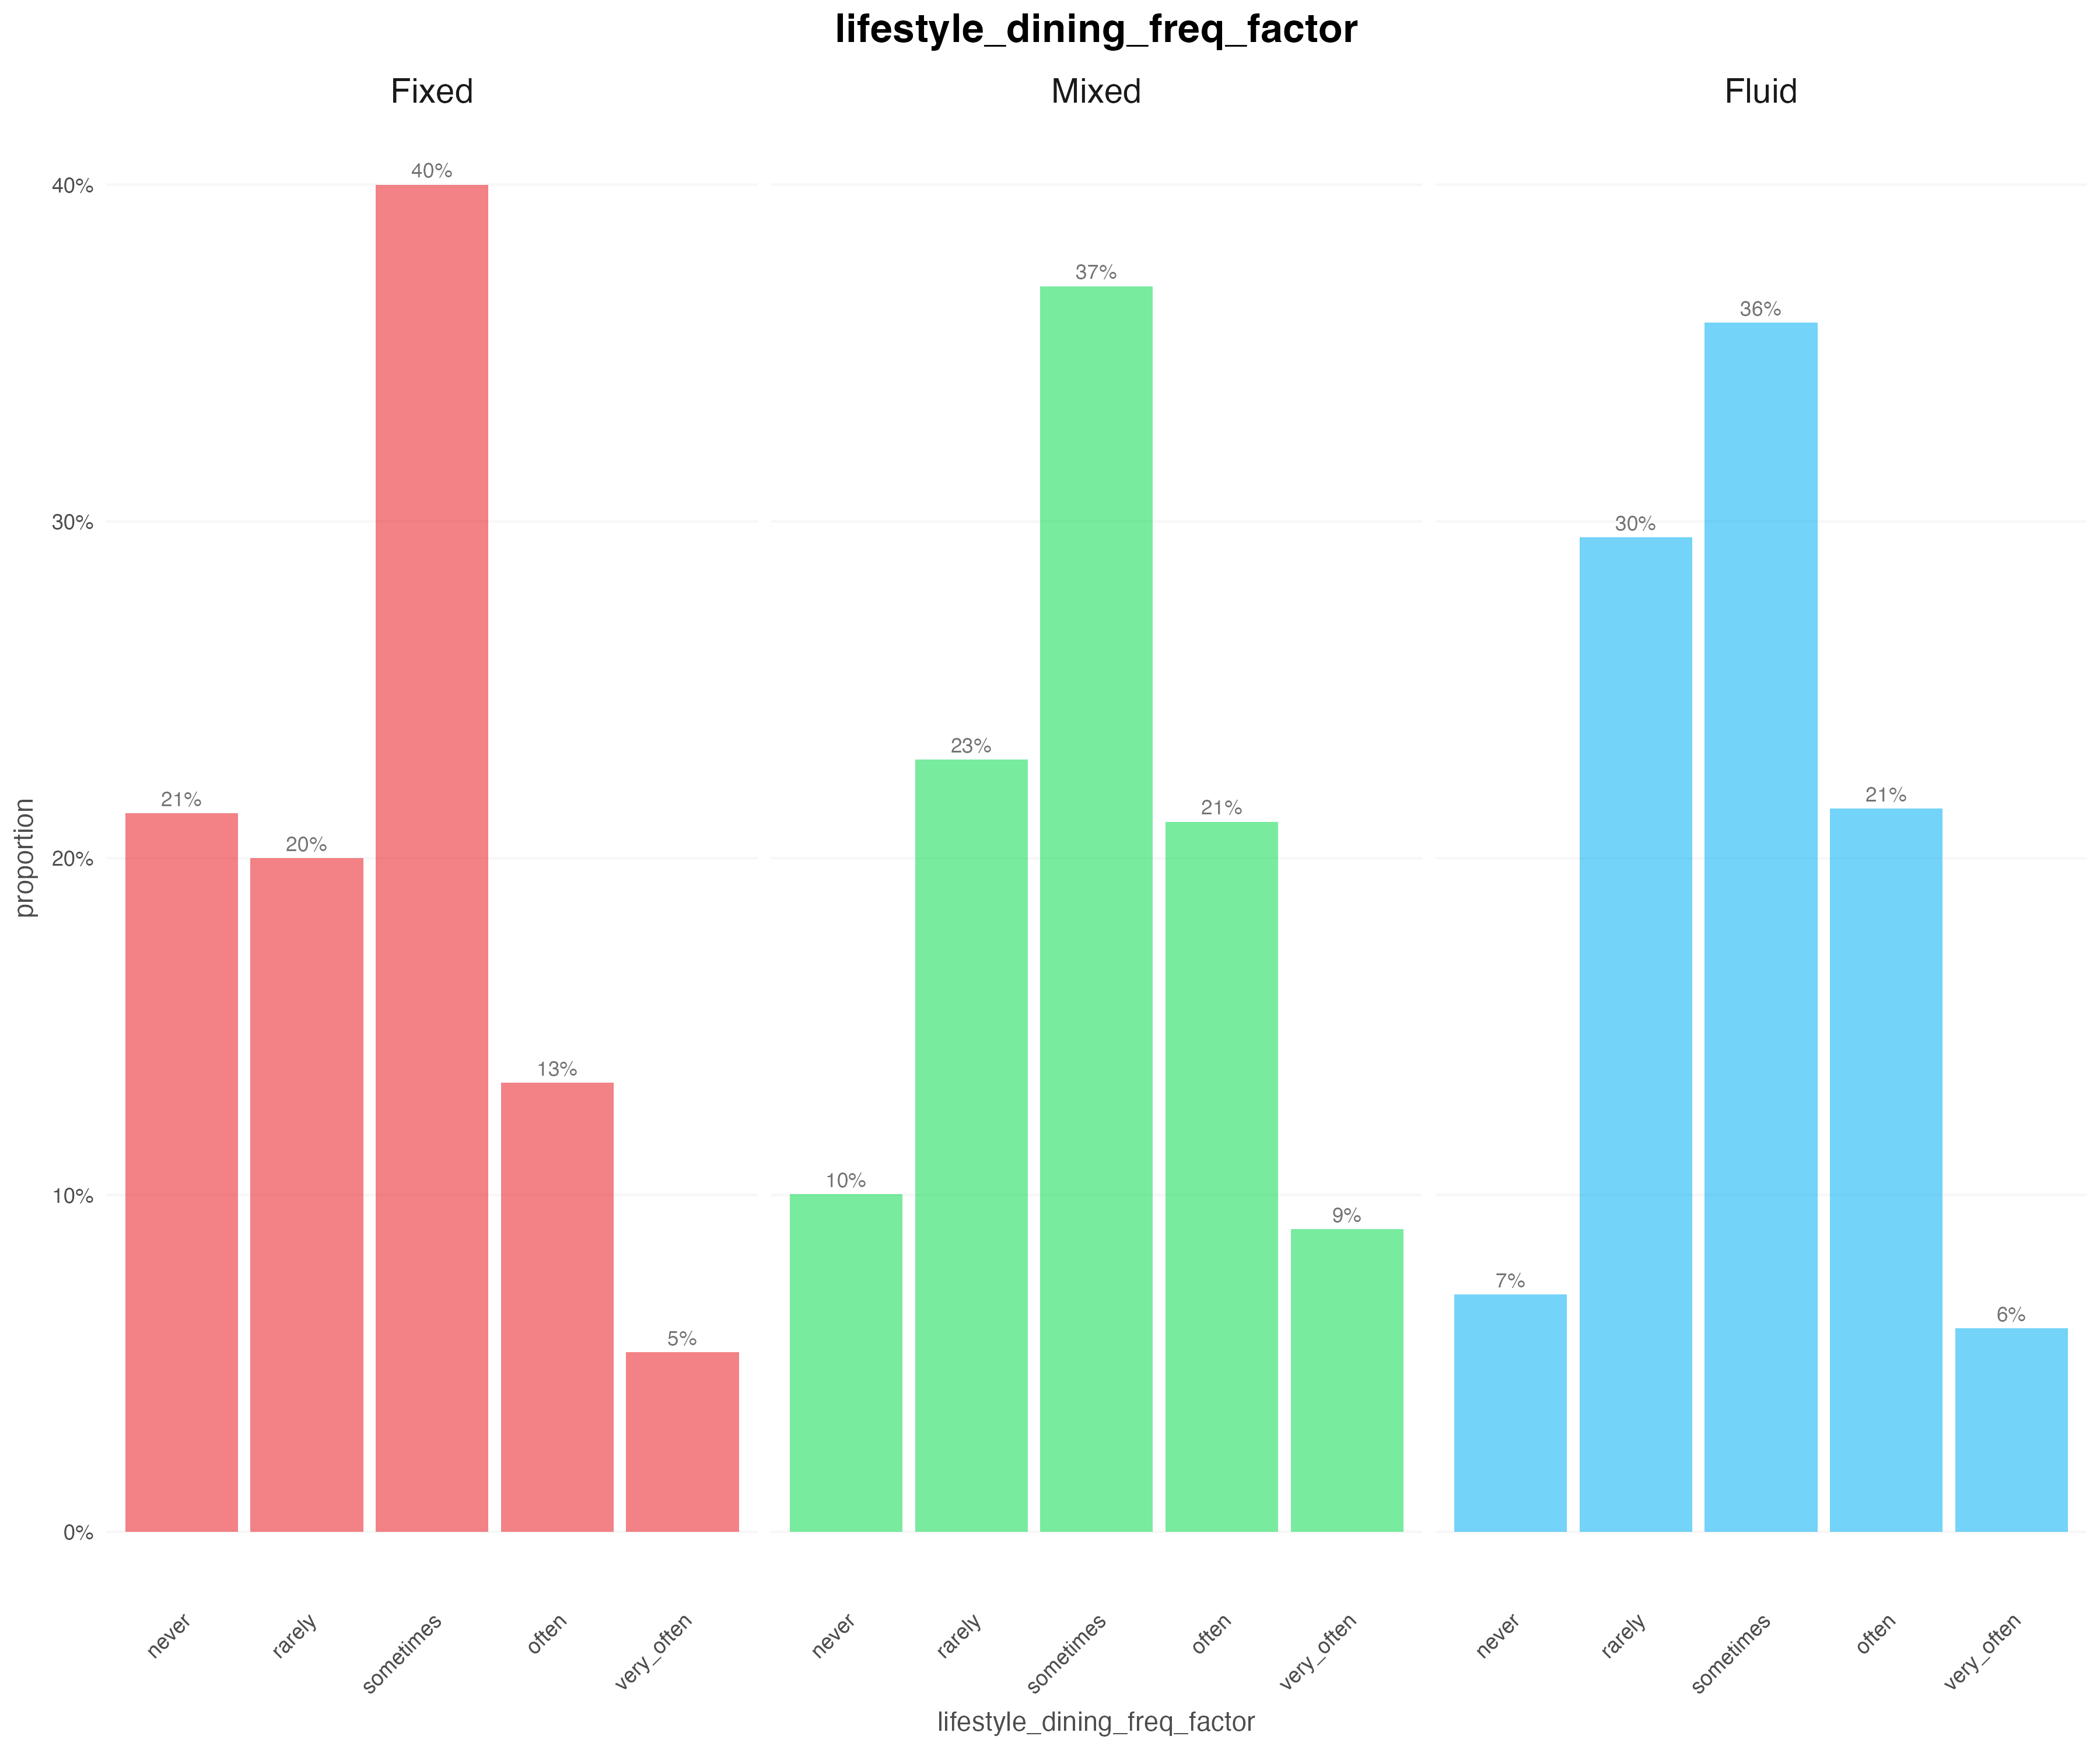 lifestyle_dining_freq_factor
Fixed
Mixed
Fluid
proportion
40%
30%
20%
10%
0%
21%
20%
40%
13%
5%
10%
23%
37%
21%
9%
7%
30%
36%
21%
6%
never
rarely
sometimes
often
very_often
never
rarely
sometimes
often
very_often
never
rarely
sometimes
often
very_often
lifestyle_dining_freq_factor